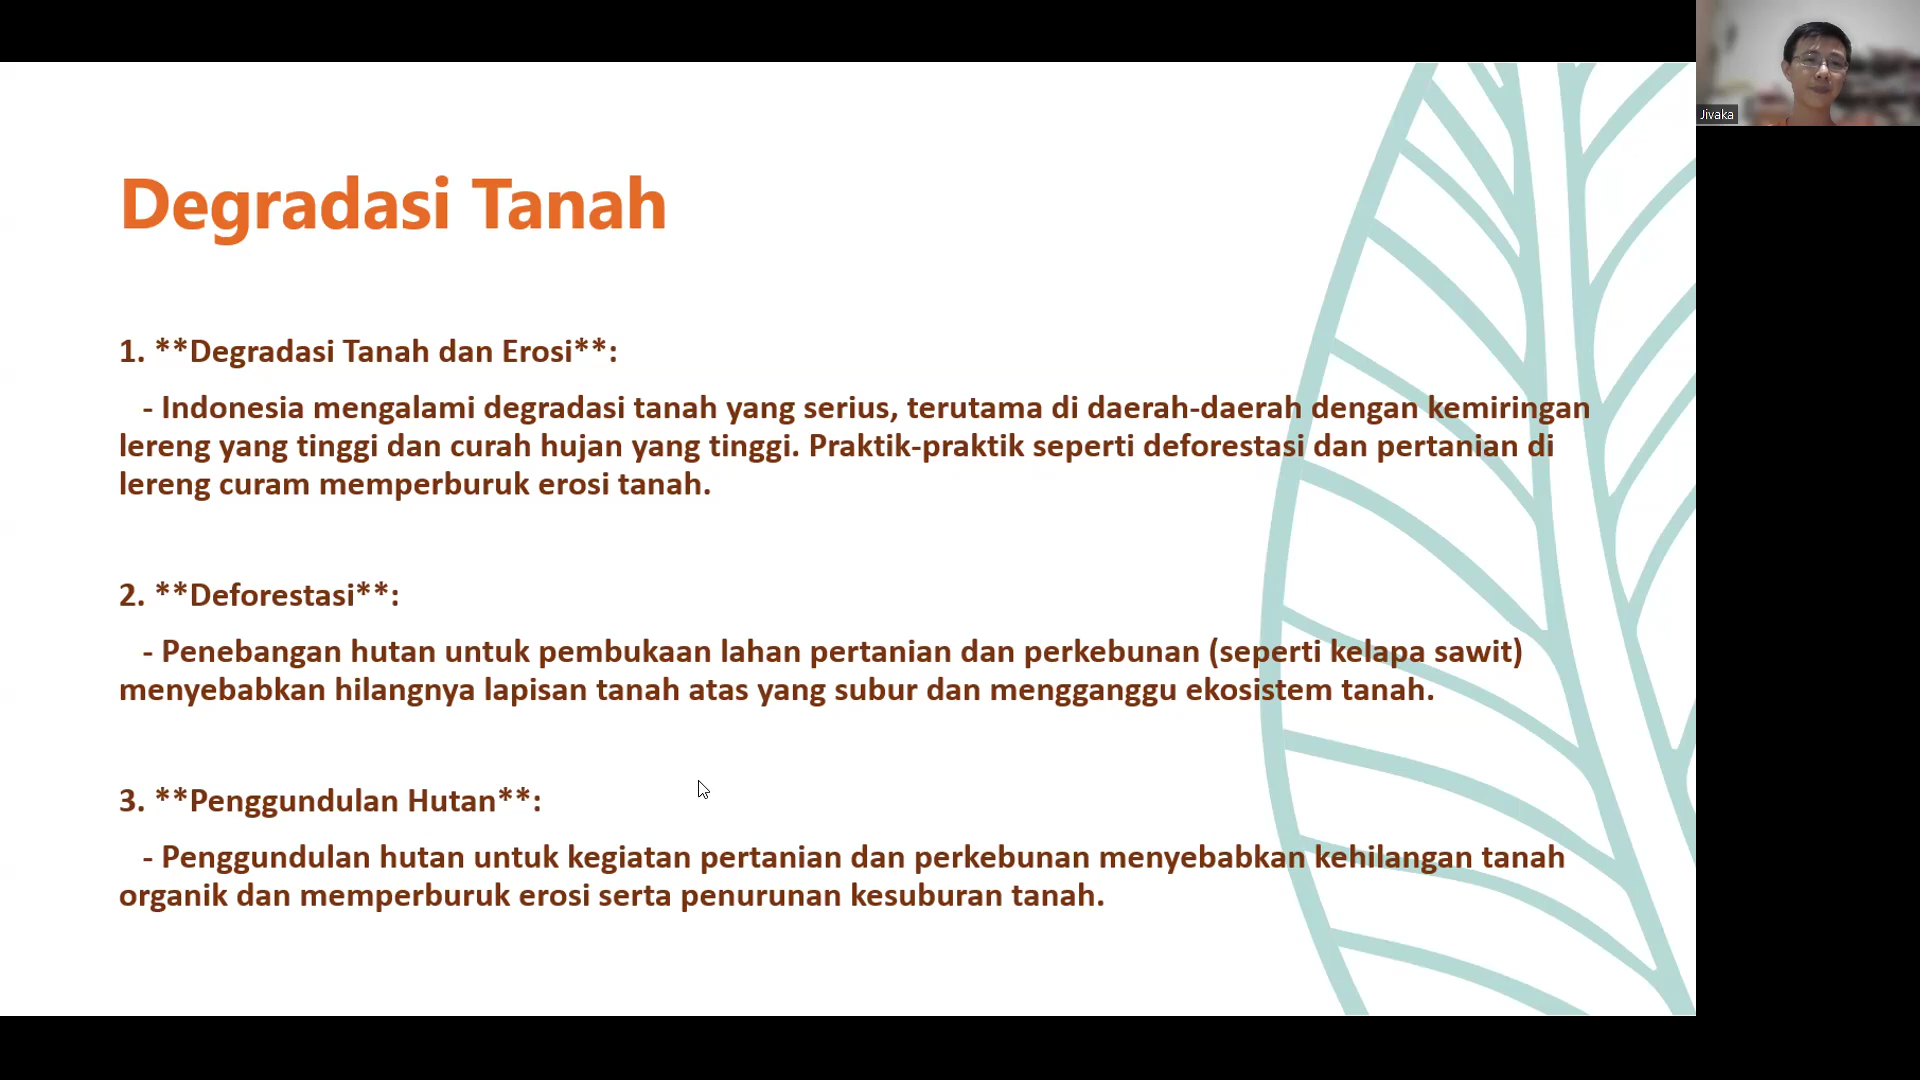 Degradasi Tanah
1. **Degradasi Tanah dan Erosi**:
- Indonesia mengalami degradasi tanah yang serius, terutama di daerah-daerah dengan kemiringan
lereng yang tinggi dan curah hujan yang tinggi. Praktik-praktik seperti deforestasi dan pertanian di
lereng curam memperburuk erosi tanah.
2. **Deforestasi**:
- Penebangan hutan untuk pembukaan lahan pertanian dan perkebunan (seperti kelapa sawit)
menyebabkan hilangnya lapisan tanah atas yang subur dan mengganggu ekosistem tanah.
3. **Penggundulan Hutan**:
- Penggundulan hutan untuk kegiatan pertanian dan perkebunan menyebabkan kehilangan tanah
organik dan memperburuk erosi serta penurunan kesuburan tanah.
Jivaka